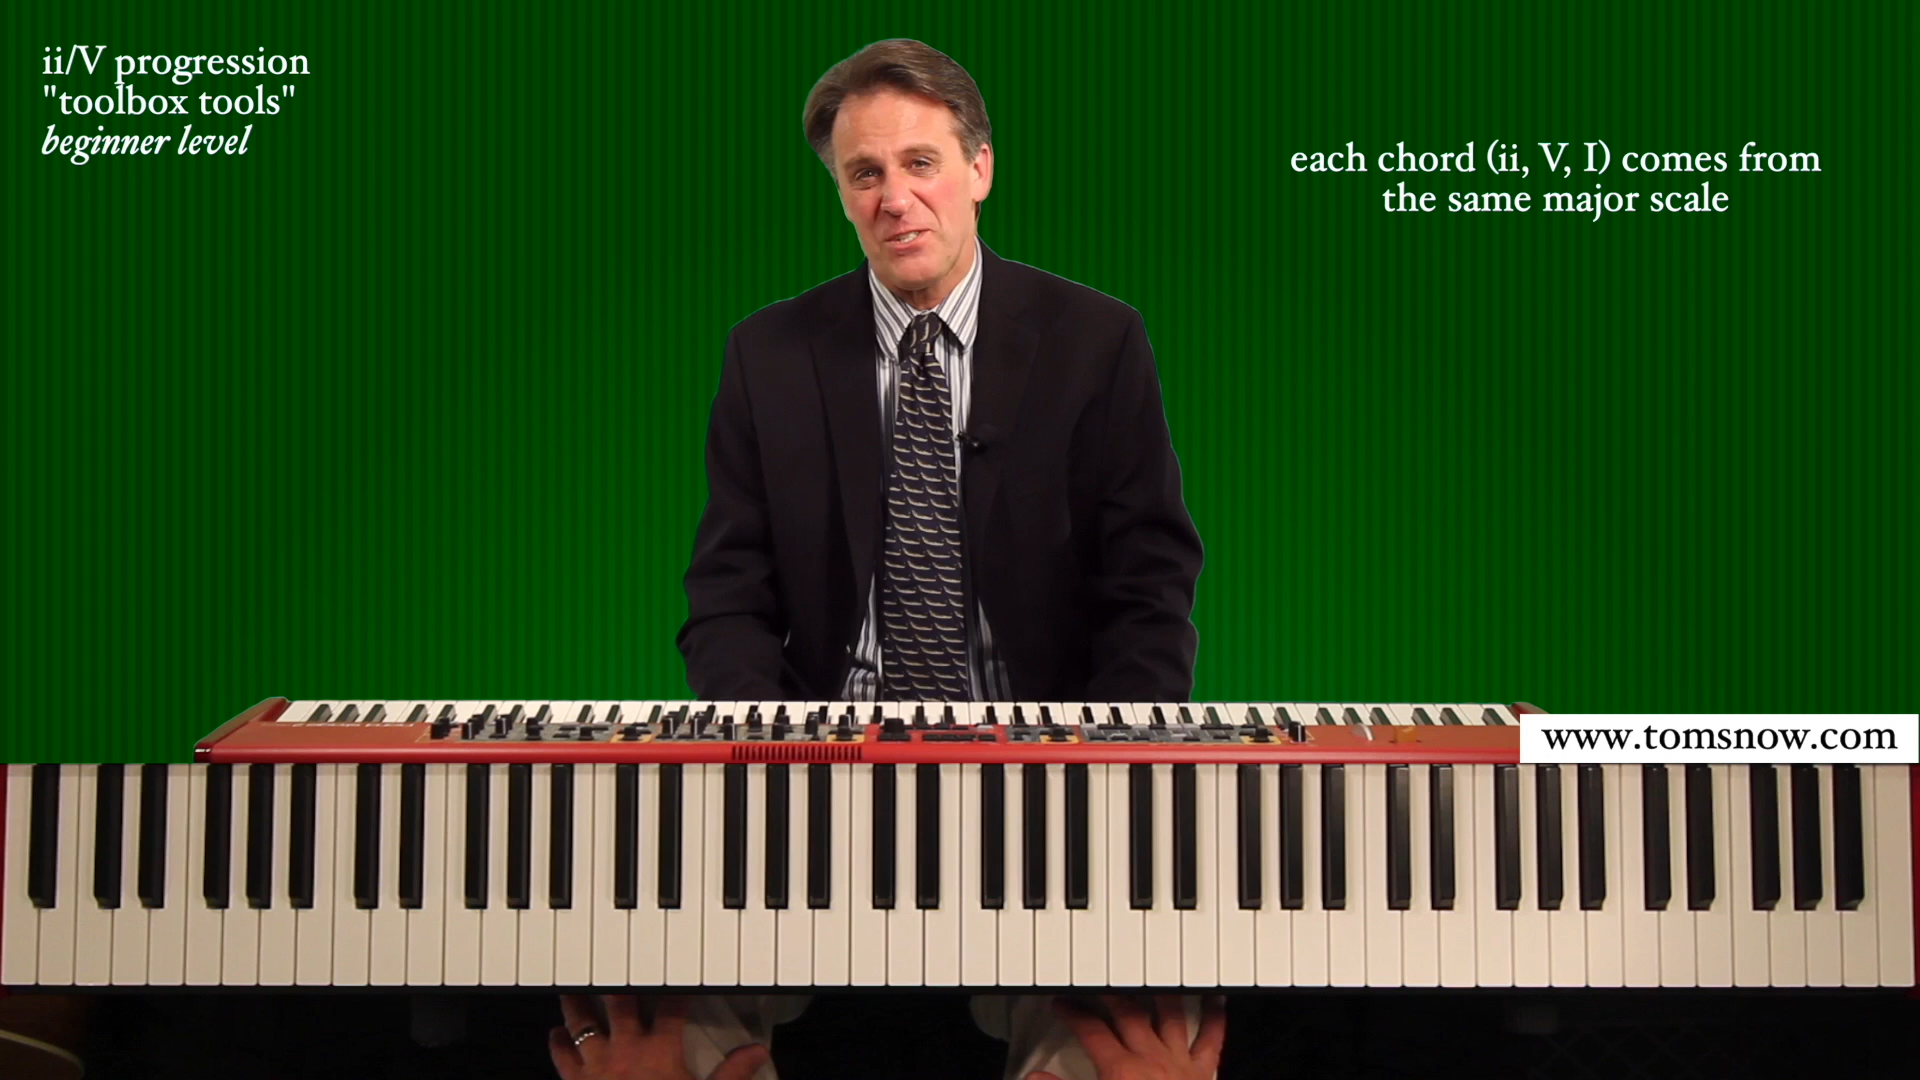 ii/V progression
"toolbox tools"
beginner level
each chord (ii, V, I) comes from
the same major scale
www.tomsnow.com